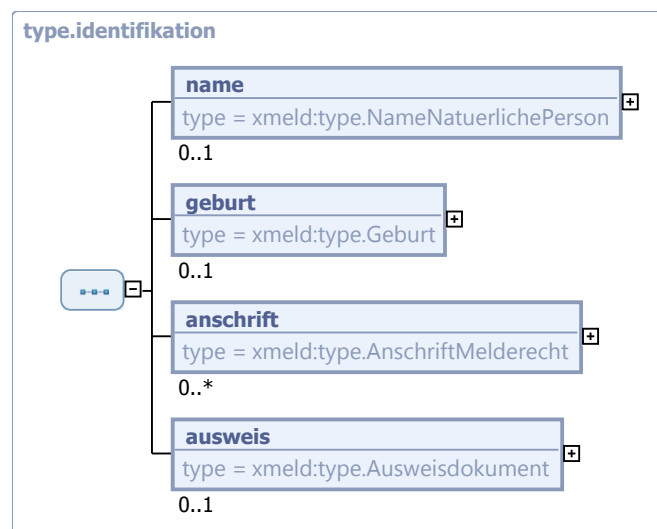 type.identifikation
name
type = xmeld:type.NameNatuerlichePerson
0..1
geburt
type = xmeld:type.Geburt
0..1
anschrift
type = xmeld:type.AnschriftMelderecht
0..*
ausweis
type = xmeld:type.Ausweisdokument
0..1